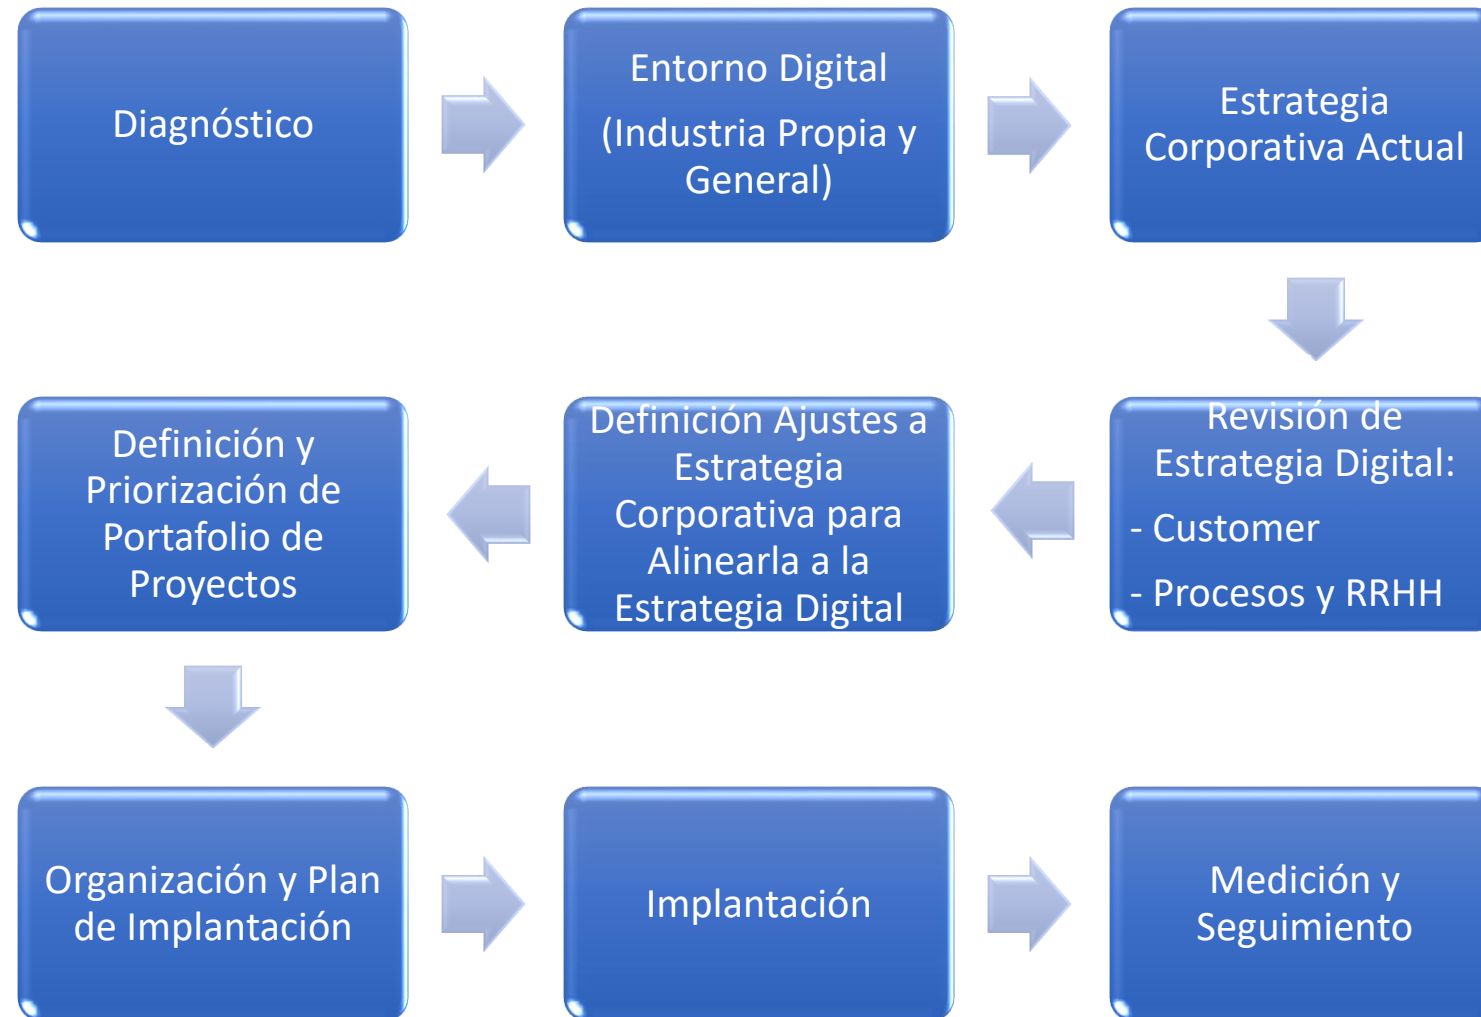 Diagnóstico
Entorno Digital
(Industria Propia y
General)
Estrategia
Corporativa Actual
Revisión de
Estrategia Digital:
- Customer
- Procesos y RRHH
Definición Ajustes a
Estrategia
Corporativa para
Alinearla a la
Estrategia Digital
Definición y
Priorización de
Portafolio de
Proyectos
Organización y Plan
de Implantación
Implantación
Medición y
Seguimiento